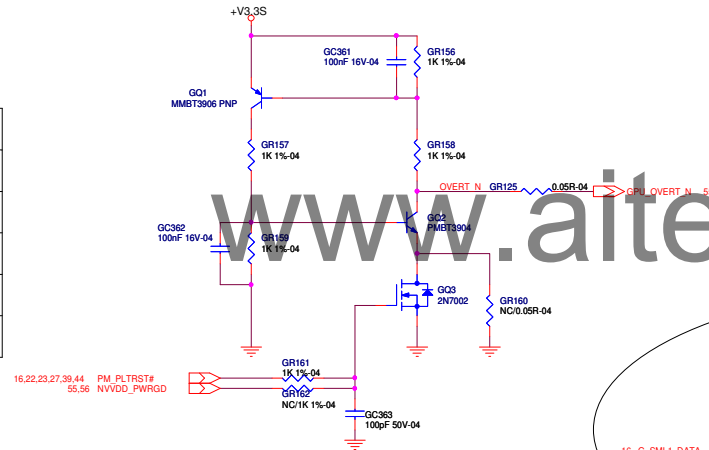 +V3.3S
GC361
100nF 16V-04
GR156
1K 1%-04
GQ1
MMBT3906 PNP
GR157
1K 1%-04
GR158
1K 1%-04
OVERT_N
GR125
0.05R-04
GPU_OVERT_N
www.aite
GC362
100nF 16V-04
GR159
1K 1%-04
GQ2
PMBT3904
GQ3
2N7002
GR160
NC/0.05R-04
GR161
1K 1%-04
16,22,23,27,39,44 PM_PLTRST#
55,56 NVVDD_PWRGD
GR162
NC/1K 1%-04
GC363
100pF 50V-04